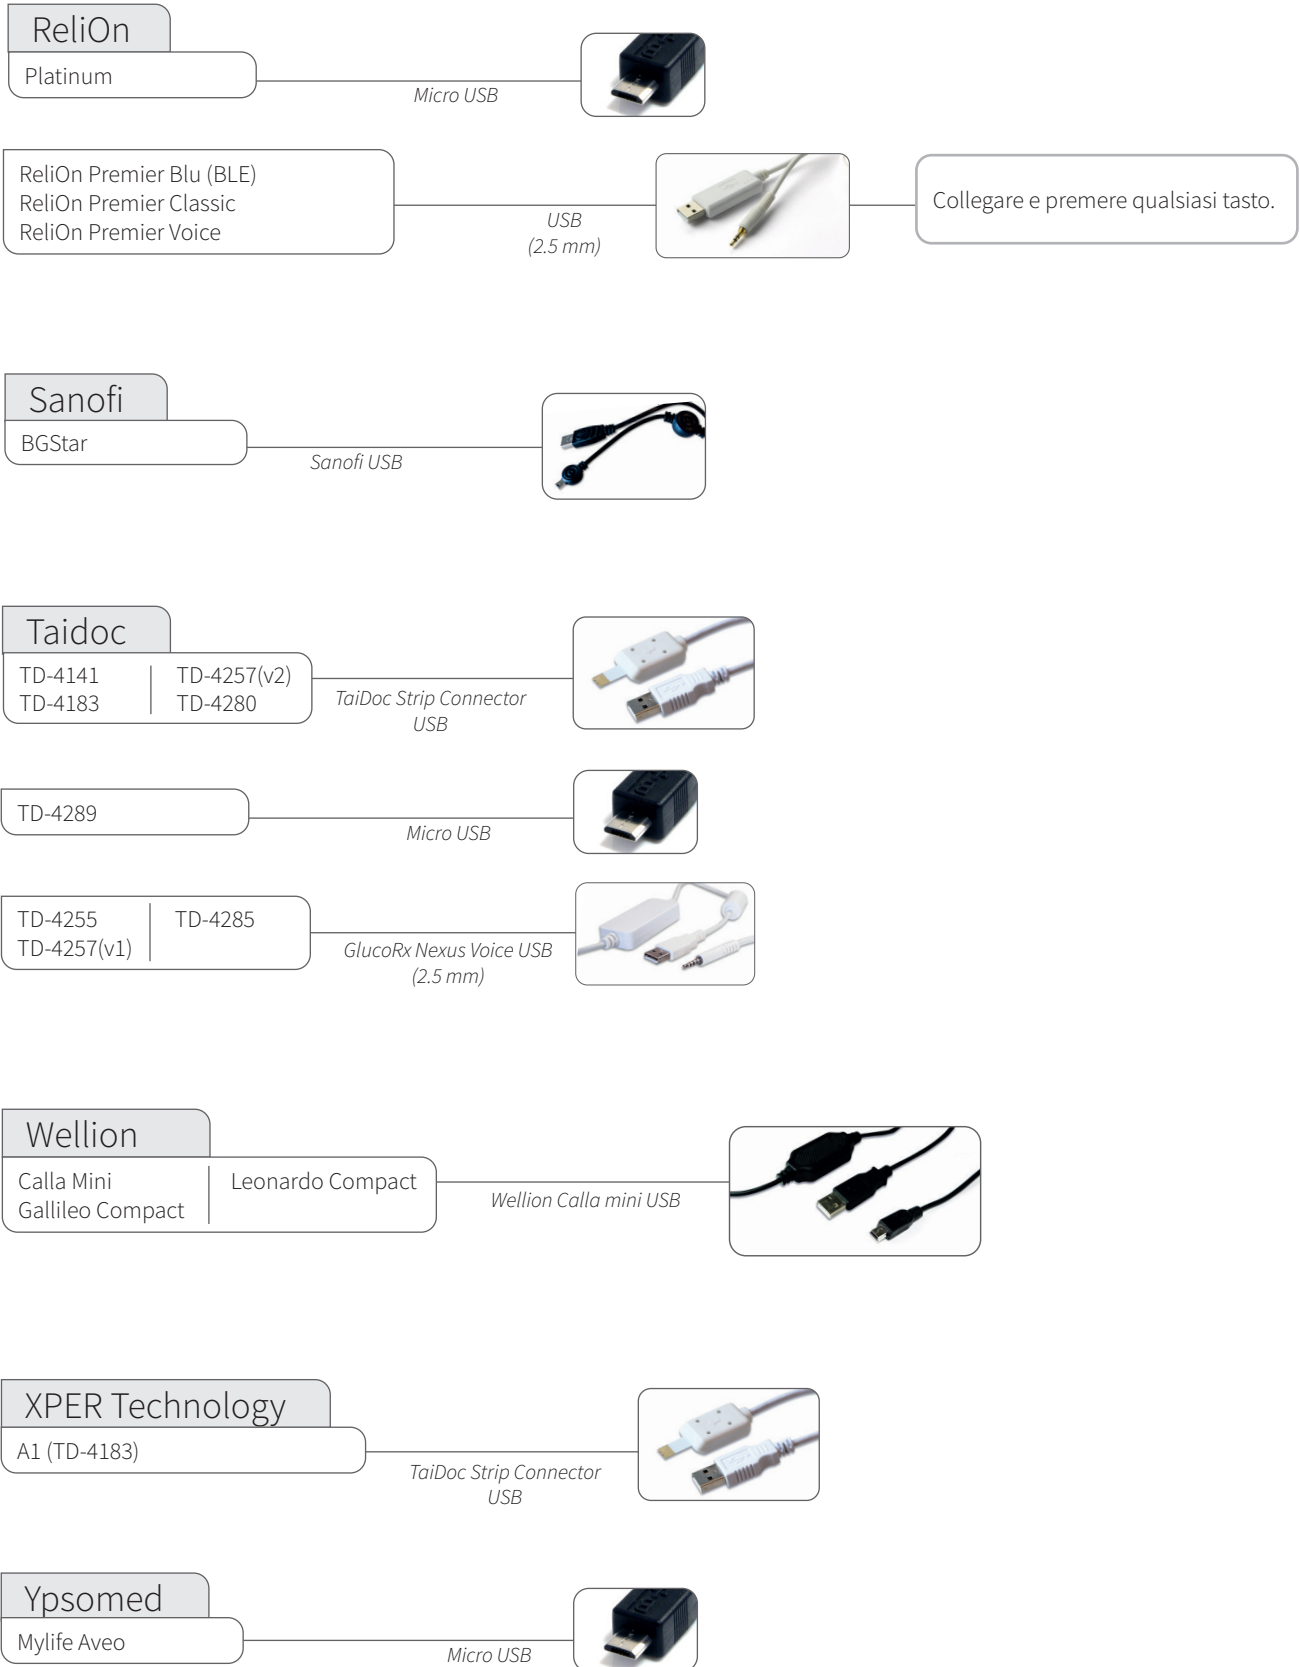 ReliOn
Platinum
Micro USB
ReliOn Premier Blu (BLE)
ReliOn Premier Classic
ReliOn Premier Voice
USB
(2.5 mm)
Collegare e premere qualsiasi tasto.
Sanofi
BGStar
Sanofi USB
Taidoc
TD-4141
TD-4183
TD-4257(v2)
TD-4280
TaiDoc Strip Connector
USB
TD-4289
Micro USB
TD-4255
TD-4257(v1)
TD-4285
GlucoRx Nexus Voice USB
(2.5 mm)
Wellion
Calla Mini
Gallileo Compact
Leonardo Compact
Wellion Calla mini USB
XPER Technology
A1 (TD-4183)
TaiDoc Strip Connector
USB
Ypsomed
Mylife Aveo
Micro USB